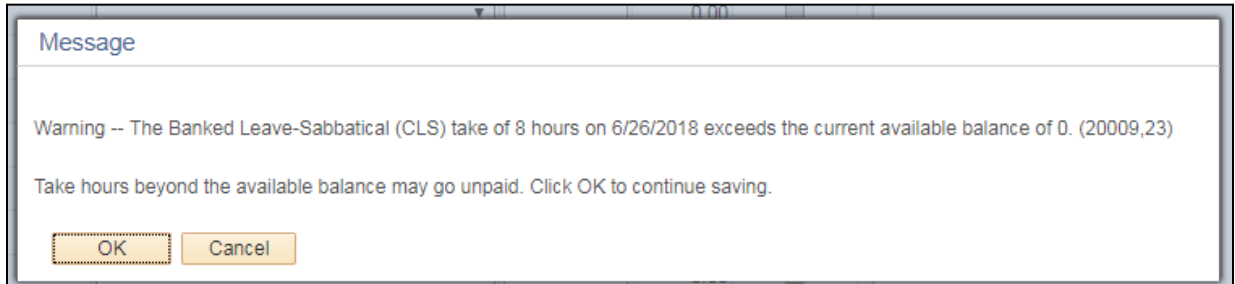 0.00
Message
Warning -- The Banked Leave-Sabbatical (CLS) take of 8 hours on 6/26/2018 exceeds the current available balance of 0. (20009,23)
Take hours beyond the available balance may go unpaid. Click OK to continue saving.
OK Cancel